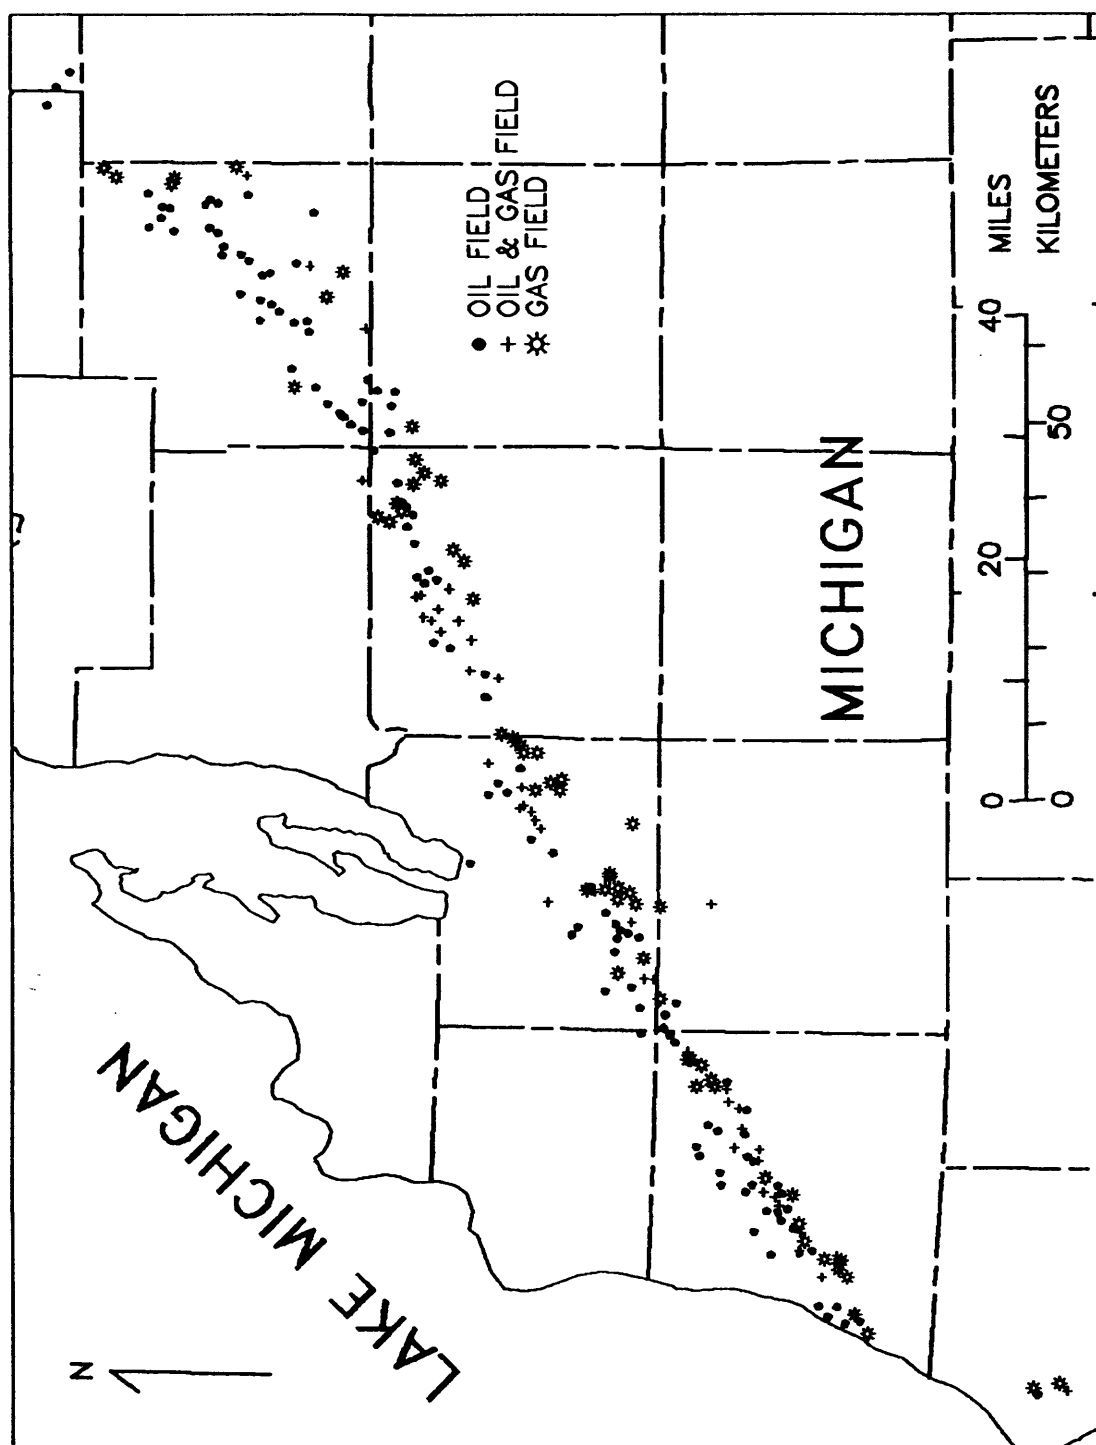 LAKE MICHIGAN
N
OIL FIELD
OIL & GAS FIELD
GAS FIELD
MICHIGAN
0 20 40 MILES
0 50 KILOMETERS